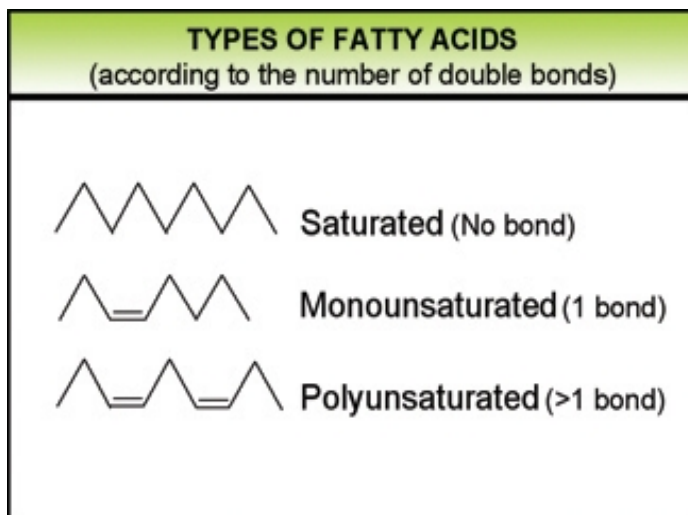 TYPES OF FATTY ACIDS
(according to the number of double bonds)
Saturated (No bond)
Monounsaturated (1 bond)
Polyunsaturated (>1 bond)